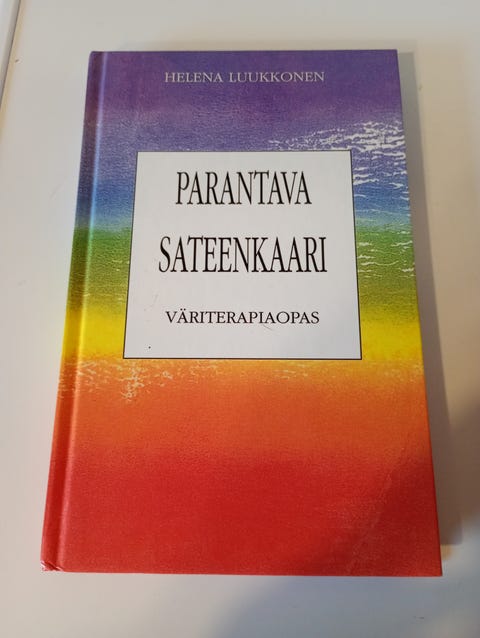 HELENA LUUKKONEN
PARANTAVA
SATEENKAARI
VÄRITERAPIAOPAS